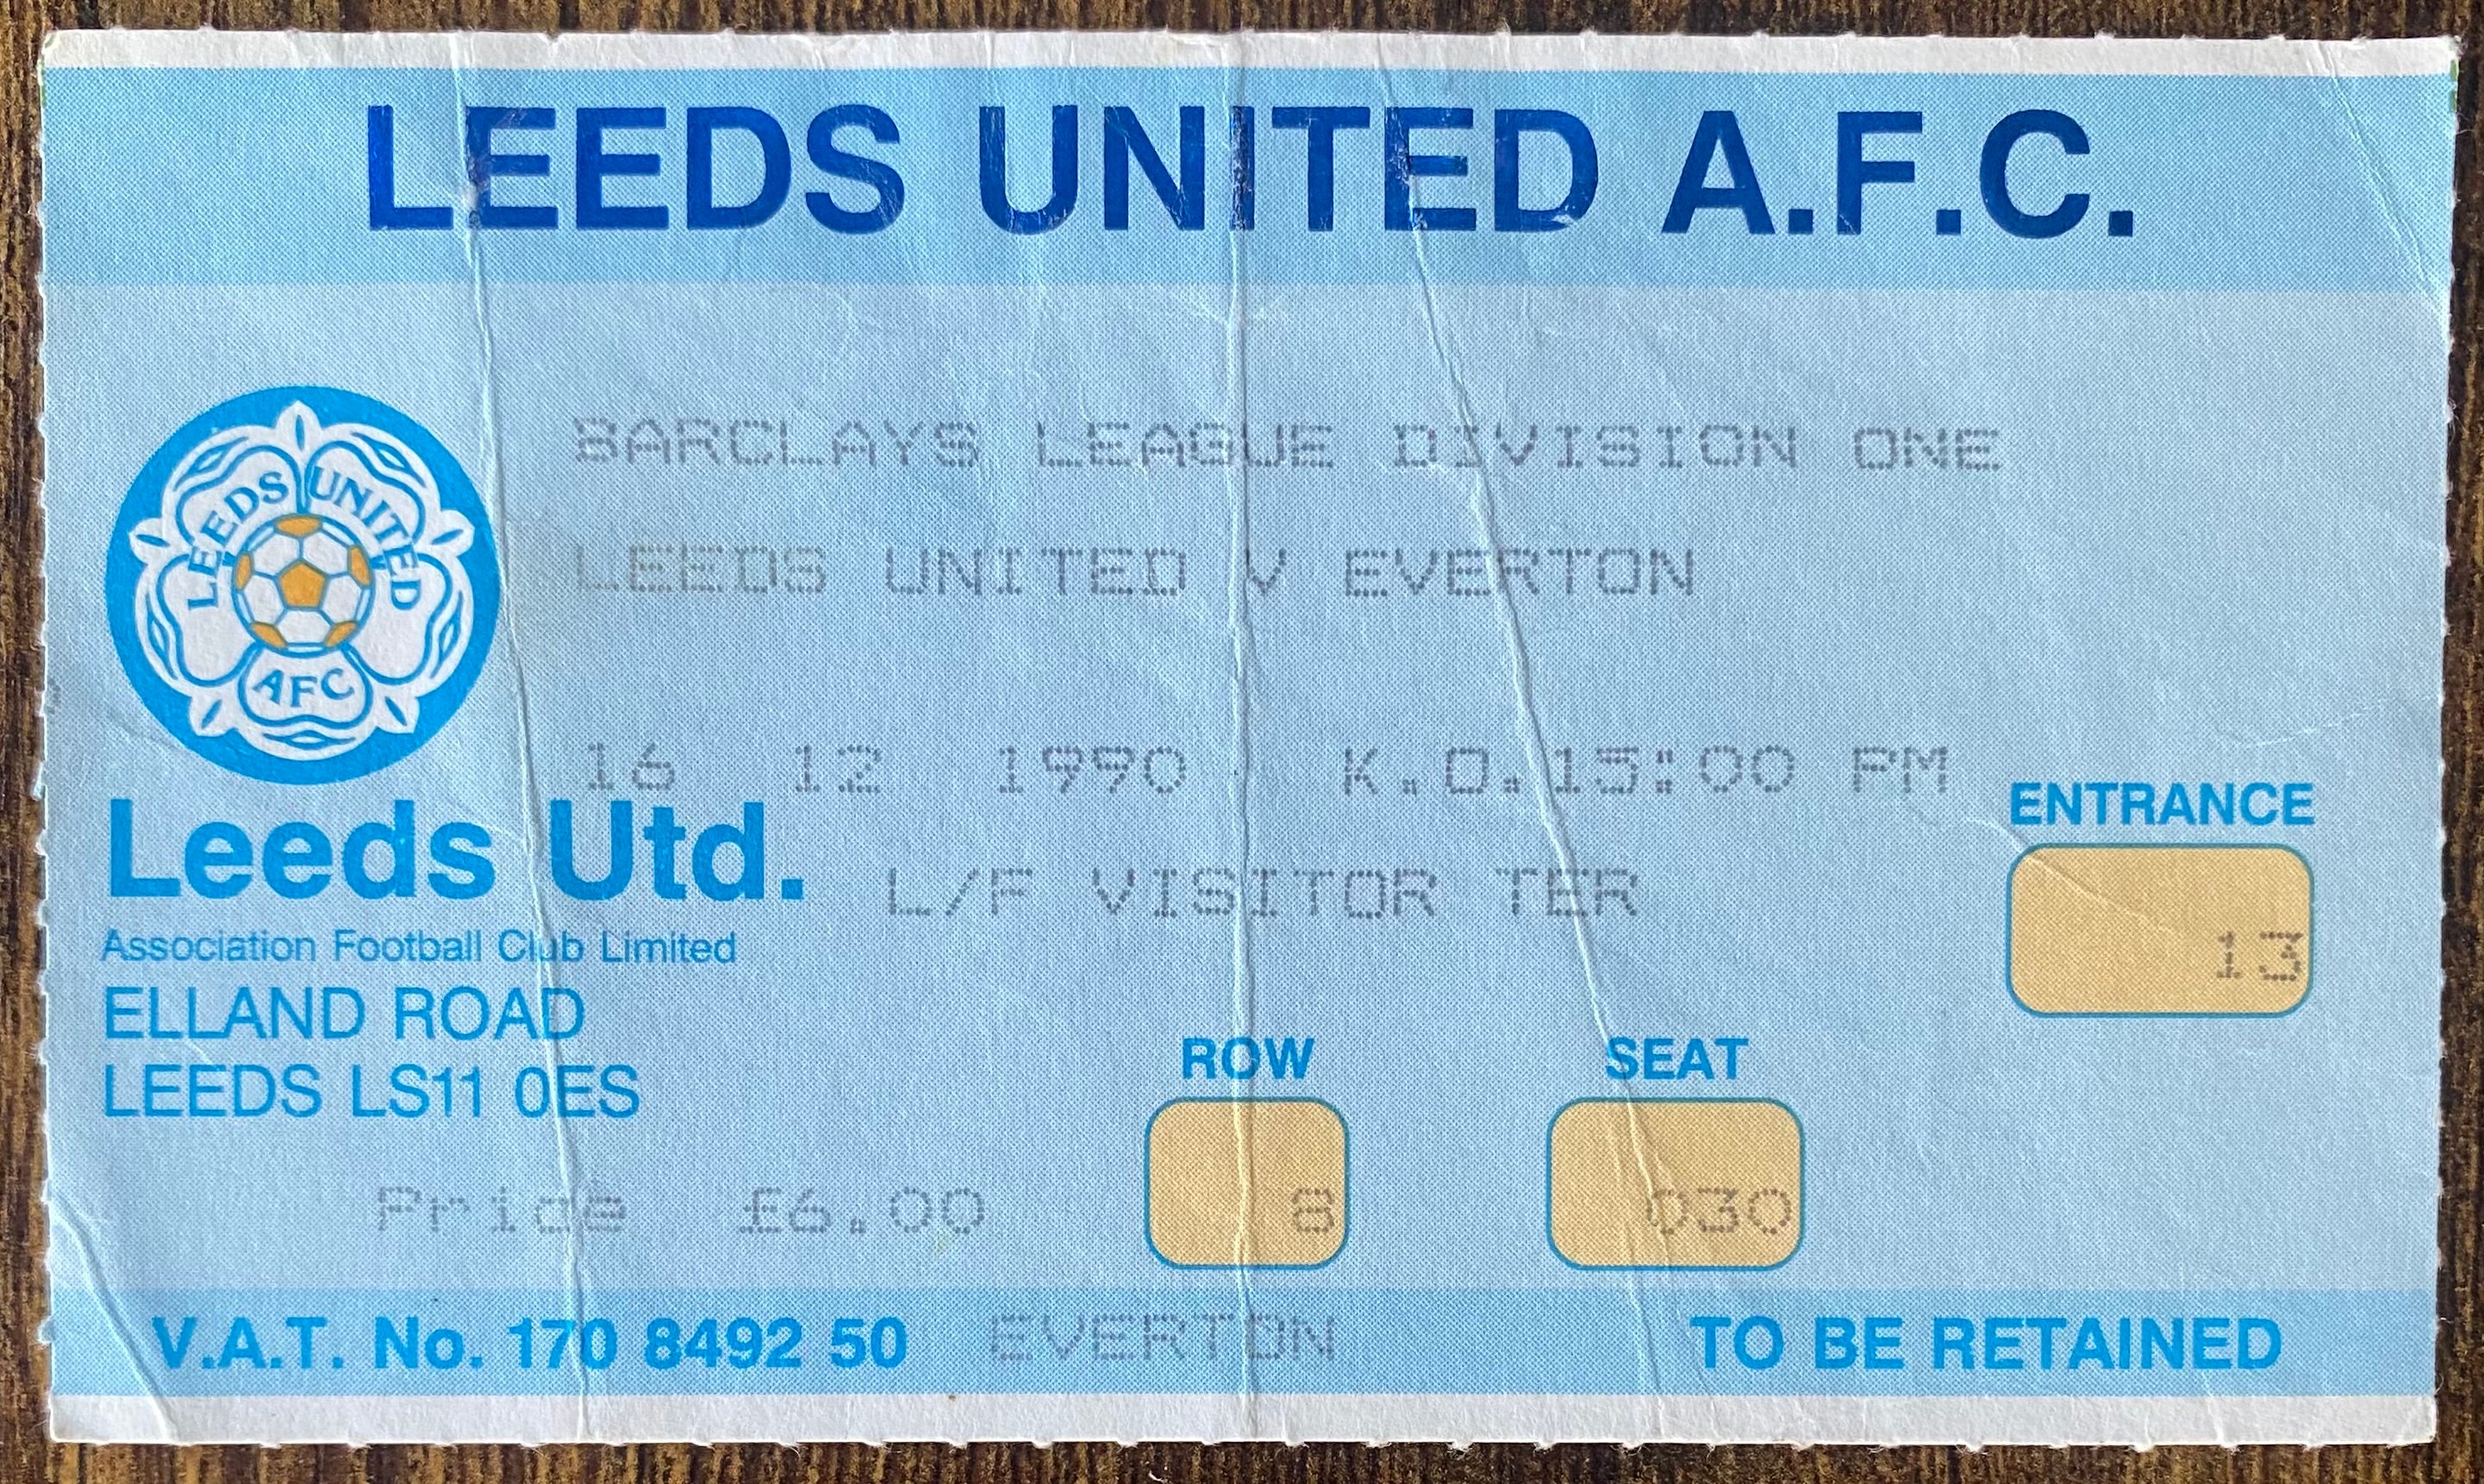 LEEDS UNITED A.F.C.
BARCLAYS LEAGUE DIVISION ONE
LEEDS UNITED V EVERTON
LEEDS UNITED
AFC
16 12 1990 K.O.15:00 PM
Leeds Utd.
L/F VISITOR TER
ENTRANCE
13
Association Football Club Limited
ELLAND ROAD
LEEDS LS11 0ES
ROW
SEAT
Price £6.00
a
030
V.A.T. No. 170 8492 50
EVERTON
TO BE RETAINED